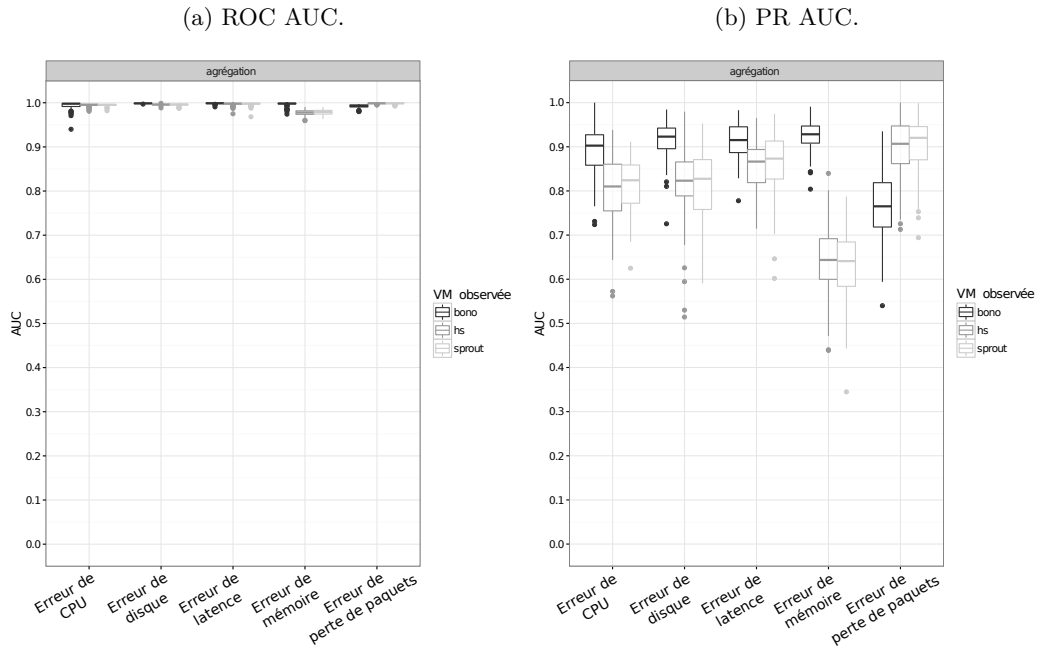 (a) ROC AUC.
agrégation
1.0
0.9
0.8
0.7
0.6
0.5
0.4
0.3
0.2
0.1
0.0
AUC
Erreur de
CPU
Erreur de
disque
Erreur de
latence
Erreur de
mémoire
Erreur de
perte de paquets
VM observée
bono
hs
sprout
(b) PR AUC.
agrégation
1.0
0.9
0.8
0.7
0.6
0.5
0.4
0.3
0.2
0.1
0.0
AUC
Erreur de
CPU
Erreur de
disque
Erreur de
latence
Erreur de
mémoire
Erreur de
perte de paquets
VM observée
bono
hs
sprout